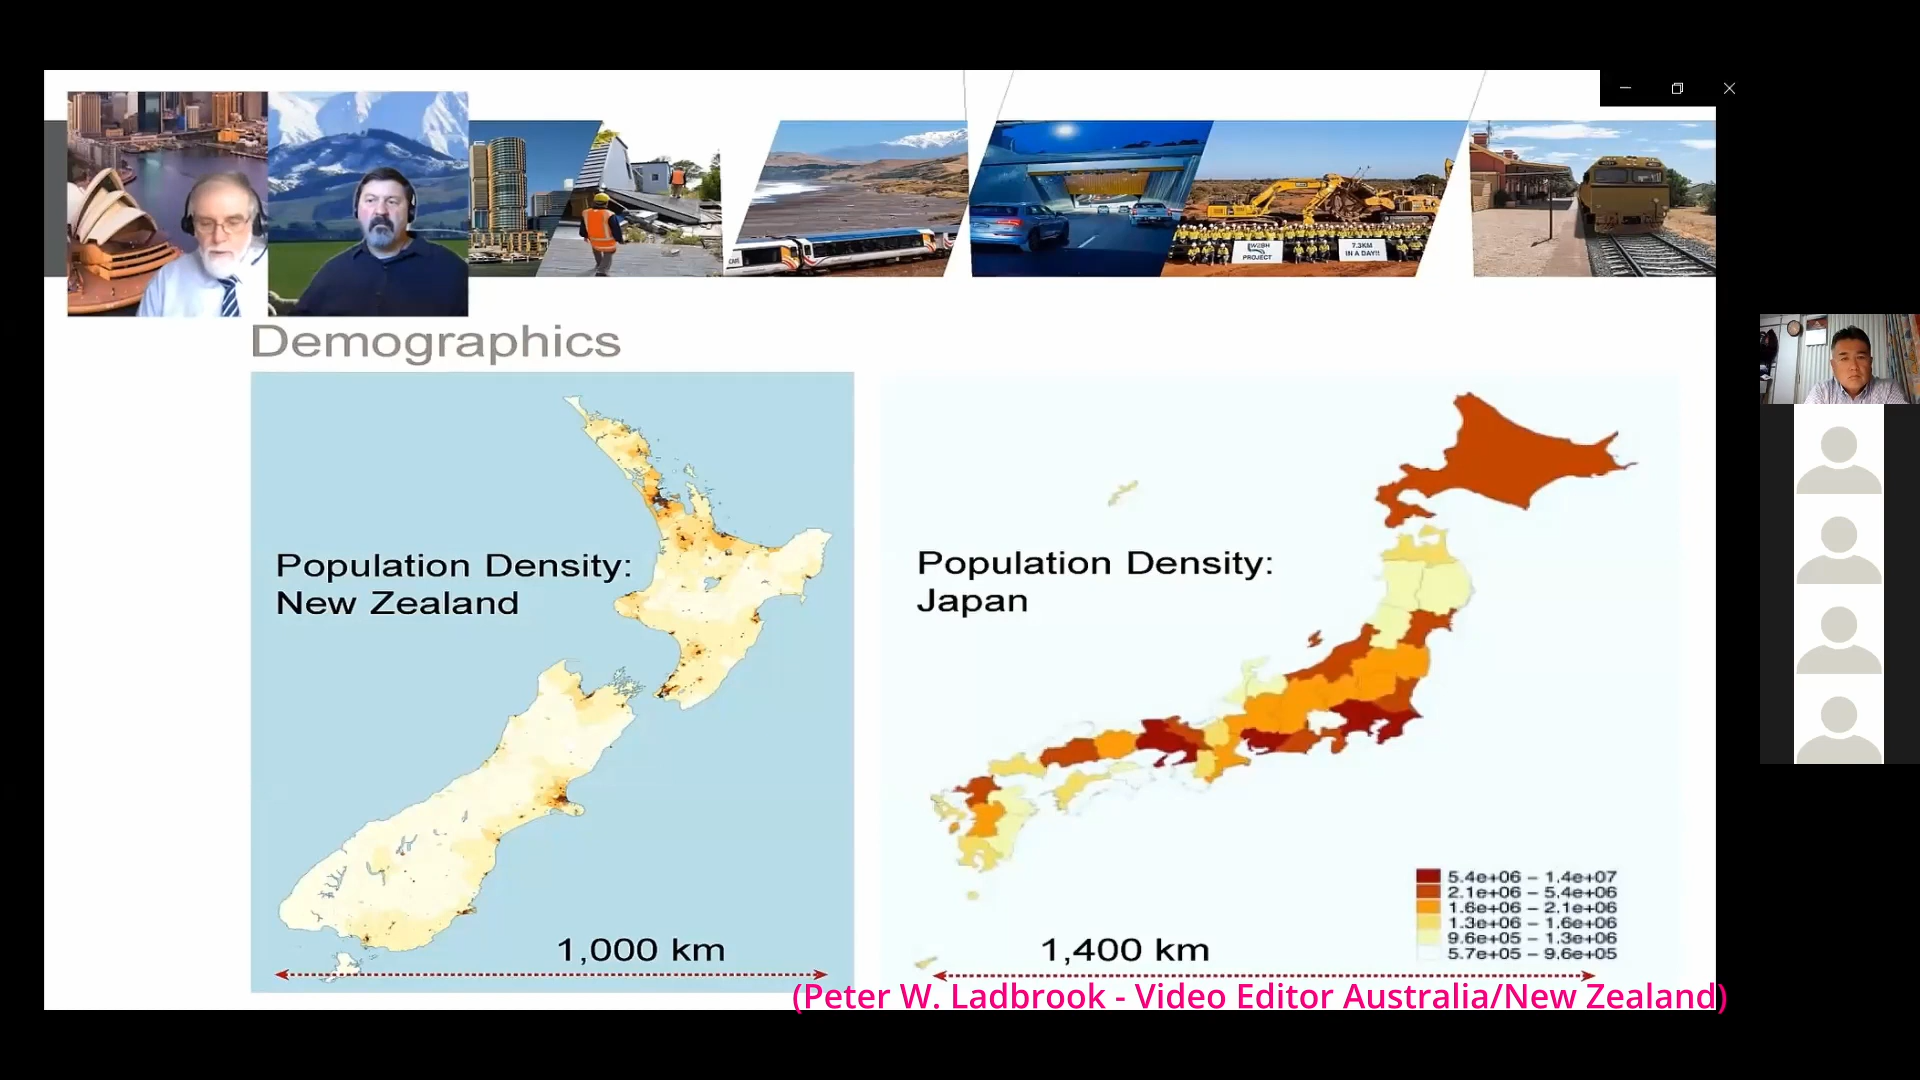 WEBH
PROJECT
7.3KM
IN A DAY!!
Demographics
Population Density:
New Zealand
1,000 km
Population Density:
Japan
5.4e+06 – 1.4e+07
2.1e+06 – 5.4e+06
1.6e+06 – 2.1e+06
1.3e+06 – 1.6e+06
9.6e+05 – 1.3e+06
5.7e+05 – 9.6e+05
1,400 km
(Peter W. Ladbrook - Video Editor Australia/New Zealand)